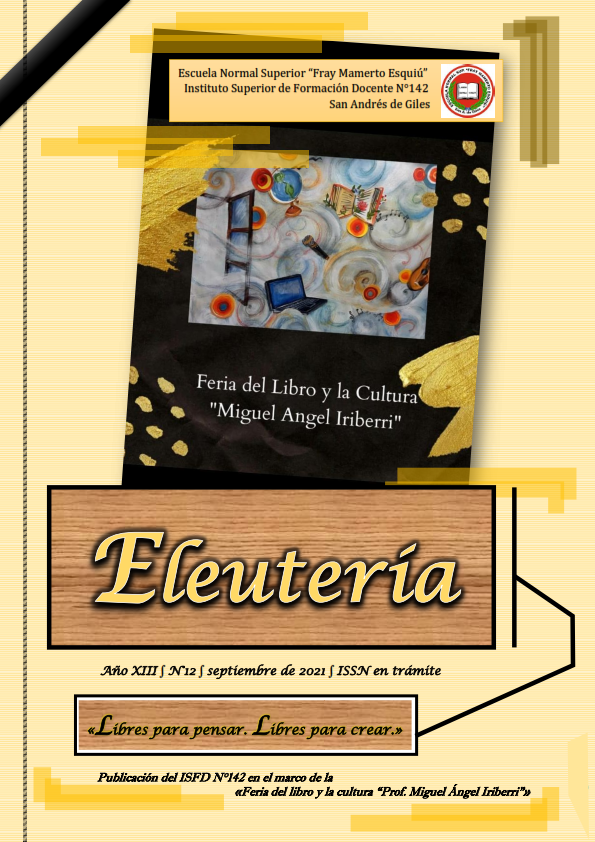 Escuela Normal Superior “Fray Mamerto Esquiú”
Instituto Superior de Formación Docente N°142
San Andrés de Giles
Feria del Libro y la Cultura
"Miguel Angel Iriberri"
Eleutería
Año XIII ∫ N°12 ∫ septiembre de 2021 ∫ ISSN en trámite
«Libres para pensar. Libres para crear.»
Publicación del ISFD N°142 en el marco de la
«Feria del libro y la cultura “Prof. Miguel Ángel Iriberri”»